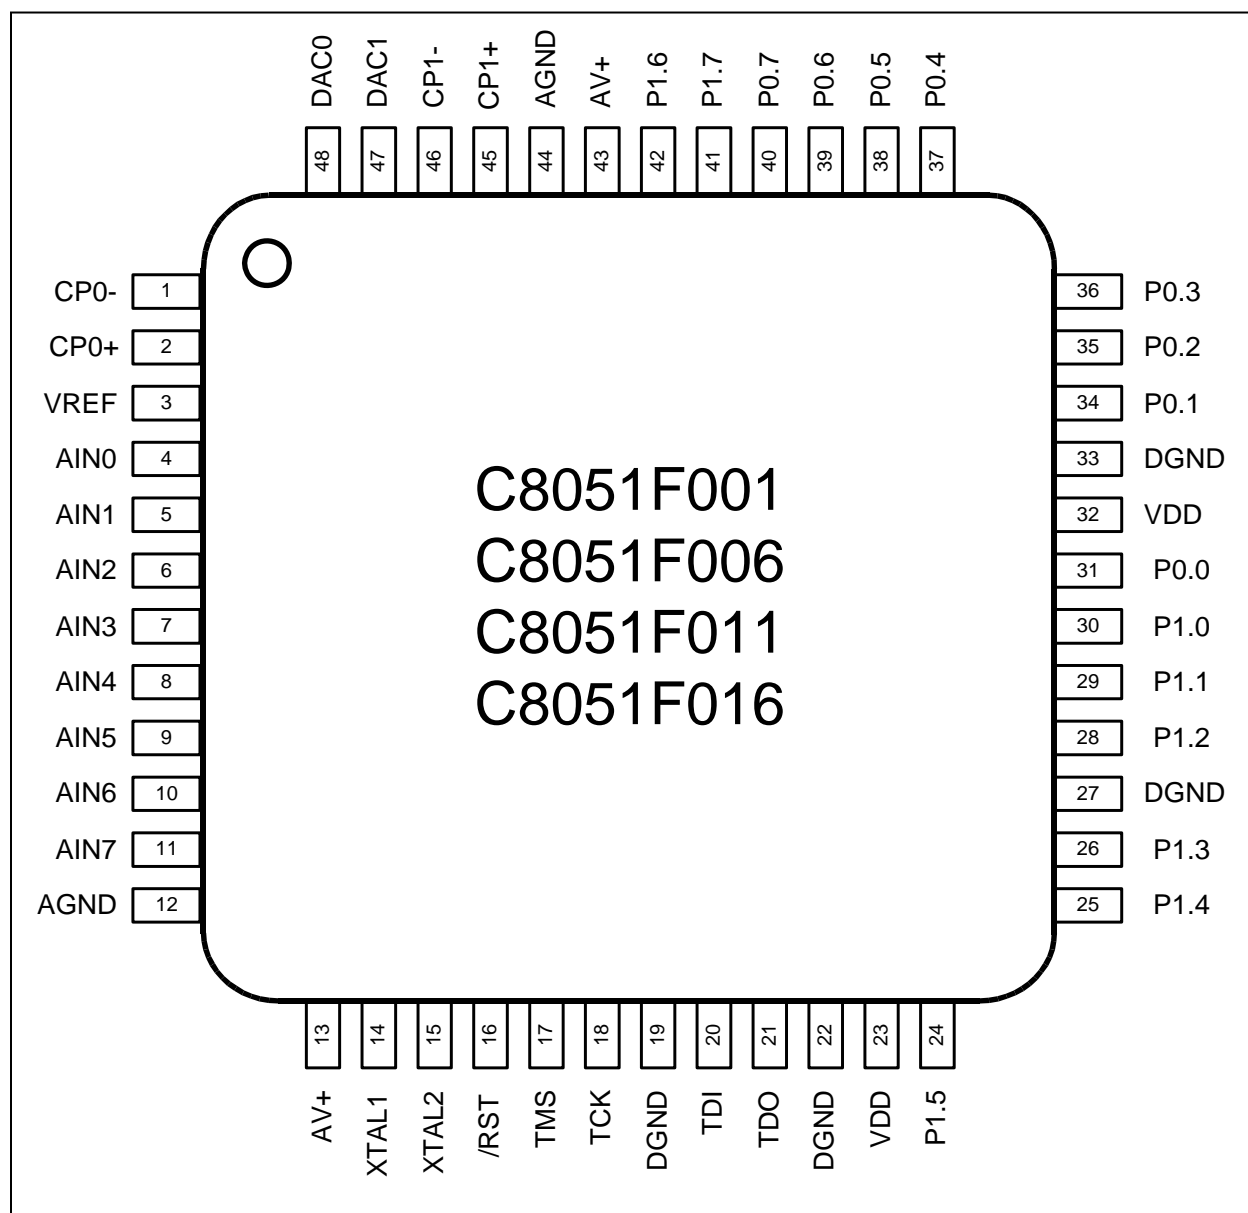 DAC0 DAC1 CP1- CP1+ AGND AV+ P1.6 P1.7 P0.7 P0.6 P0.5 P0.4
48 47 46 45 44 43 42 41 40 39 38 37
CP0- 1 36 P0.3
CP0+ 2 35 P0.2
VREF 3 34 P0.1
AIN0 4 33 DGND
AIN1 5 32 VDD
AIN2 6 31 P0.0
AIN3 7 30 P1.0
AIN4 8 29 P1.1
AIN5 9 28 P1.2
AIN6 10 27 DGND
AIN7 11 26 P1.3
AGND 12 25 P1.4
C8051F001
C8051F006
C8051F011
C8051F016
13 14 15 16 17 18 19 20 21 22 23 24
AV+ XTAL1 XTAL2 /RST TMS TCK DGND TDI TDO DGND VDD P1.5